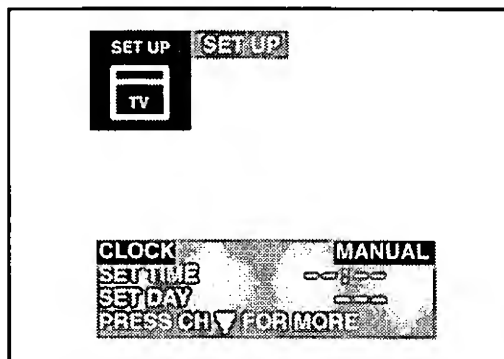 SET UP SET UP
TV
CLOCK MANUAL
SET TIME --:--
SET DAY ---
PRESS CH▼ FOR MORE